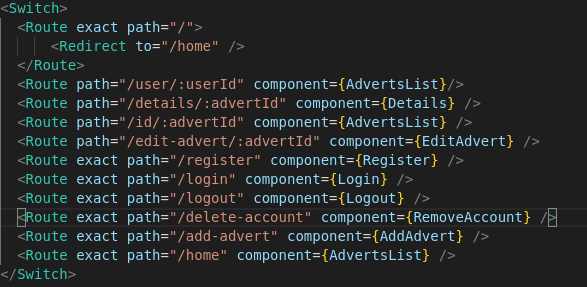 <Switch>
  <Route exact path="/">
      <Redirect to="/home" />
  </Route>
  <Route path="/user/:userId" component={AdvertsList}/>
  <Route path="/details/:advertId" component={Details} />
  <Route path="/id/:advertId" component={AdvertsList} />
  <Route path="/edit-advert/:advertId" component={EditAdvert} />
  <Route exact path="/register" component={Register} />
  <Route exact path="/login" component={Login} />
  <Route exact path="/logout" component={Logout} />
  <Route exact path="/delete-account" component={RemoveAccount} />
  <Route exact path="/add-advert" component={AddAdvert} />
  <Route exact path="/home" component={AdvertsList} />
</Switch>